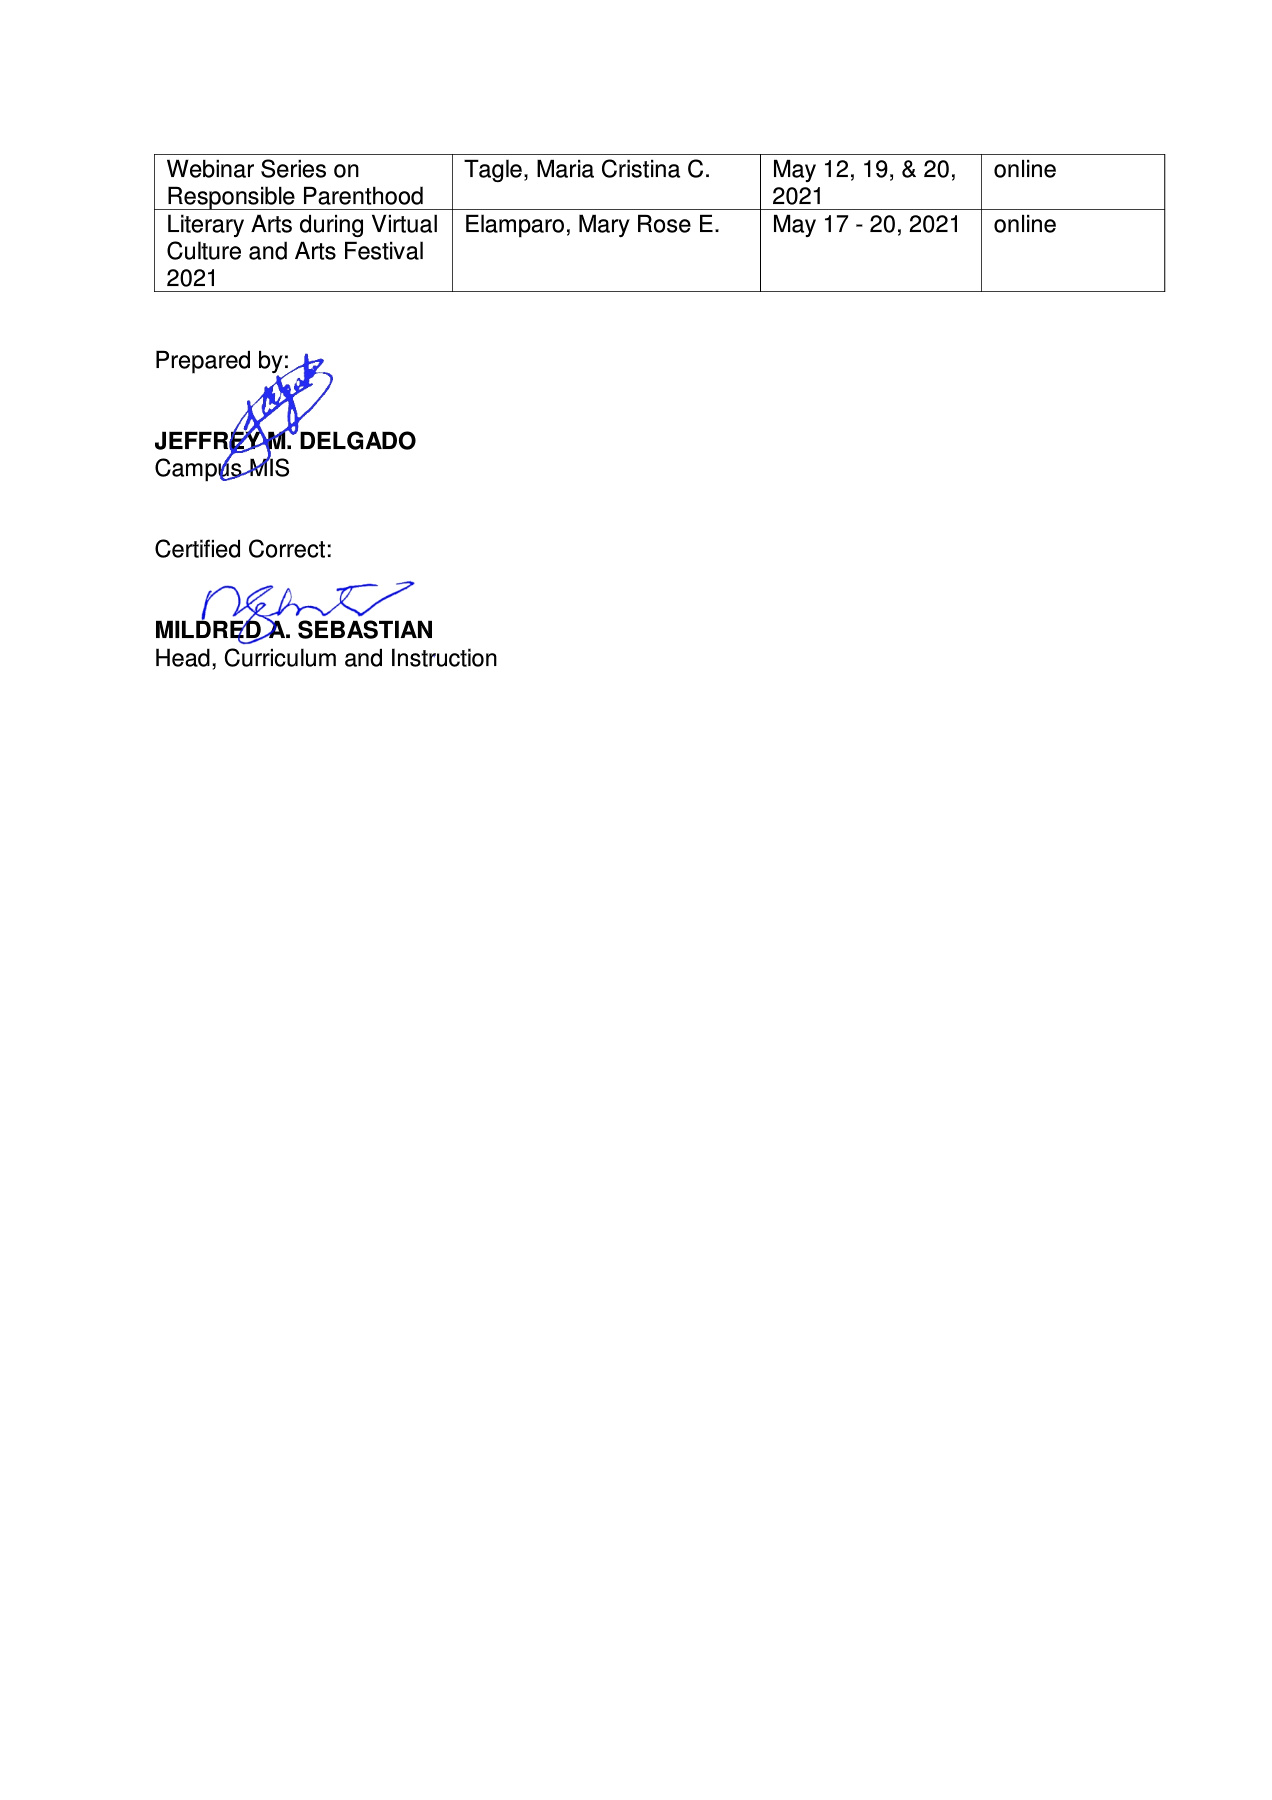 Webinar Series on
Responsible Parenthood
Tagle, Maria Cristina C.
May 12, 19, & 20,
2021
online
Literary Arts during Virtual
Culture and Arts Festival
2021
Elamparo, Mary Rose E.
May 17 - 20, 2021
online
Prepared by:
JEFFREY M. DELGADO
Campus MIS
Certified Correct:
MILDRED A. SEBASTIAN
Head, Curriculum and Instruction